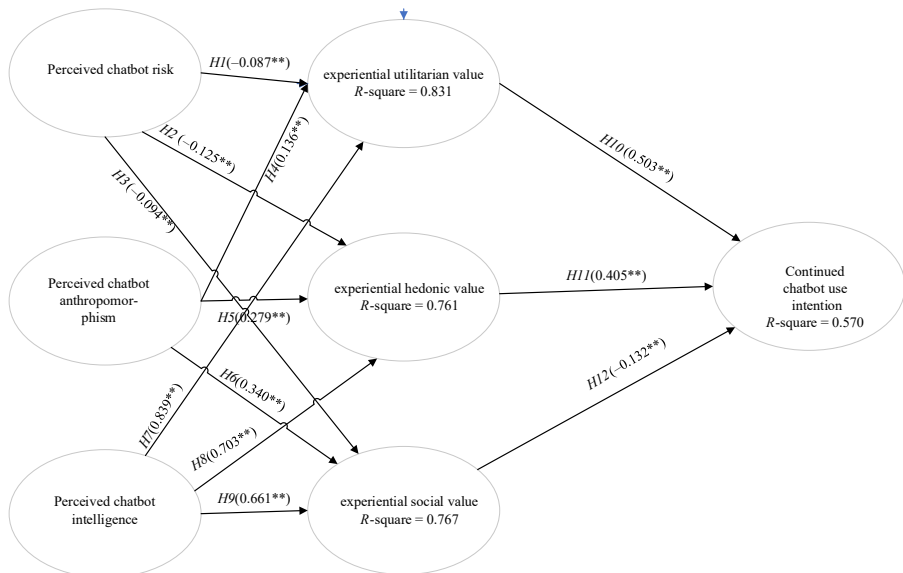 Perceived chatbot risk
H1(−0.087**)
experiential utilitarian value
R-square = 0.831
H2 (−0.125**)
H3(−0.094**)
H4(0.136**)
H10(0.503**)
Perceived chatbot
anthropomor-
phism
H5(0.279**)
experiential hedonic value
R-square = 0.761
H11(0.405**)
Continued
chatbot use
intention
R-square = 0.570
H6(0.340**)
H7(0.839**)
H8(0.703**)
H12(−0.132**)
Perceived chatbot
intelligence
H9(0.661**)
experiential social value
R-square = 0.767